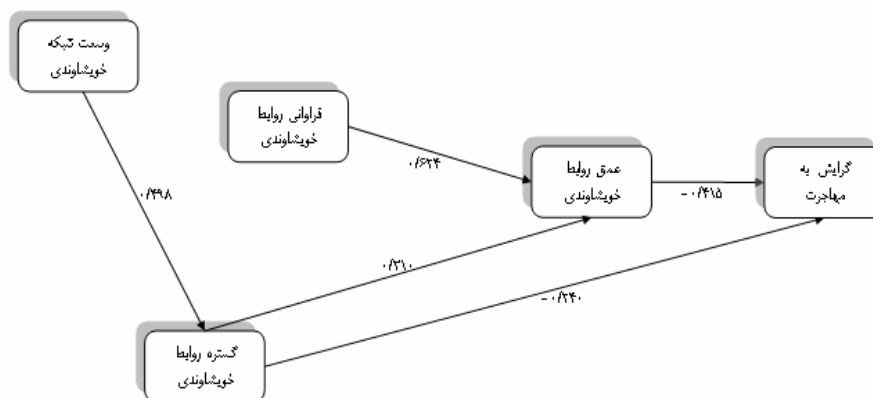 وسعت شبکه
خویشاوندی
فراوانی روابط
خویشاوندی
۰/۶۳۴
عمق روابط
خویشاوندی
-۰/۴۱۵
گرایش به
مهاجرت
۰/۴۹۸
۰/۳۱۰
-۰/۲۴۰
گستره روابط
خویشاوندی